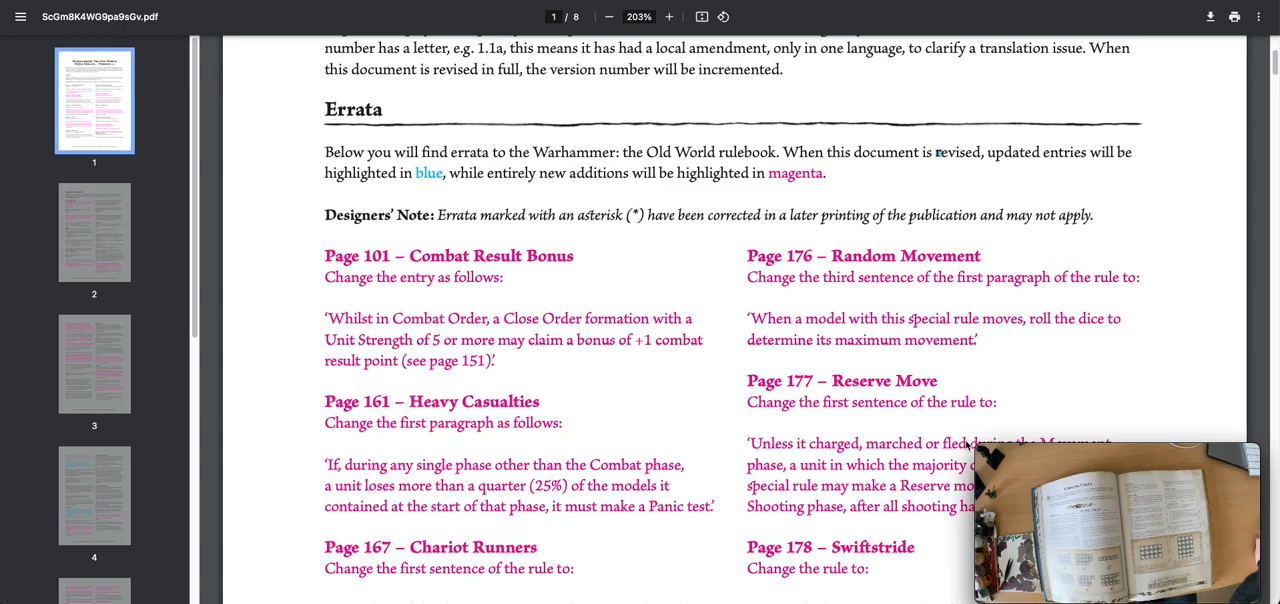 ScGm8K4WG9pa9sGv.pdf
1 / 8
203%
number has a letter, e.g. 1.1a, this means it has had a local amendment, only in one language, to clarify a translation issue. When
the document is revised in full, the version number will be incremented.
Errata
Below you will find errata to the Warhammer: the Old World rulebook. When this document is revised, updated entries will be
highlighted in blue, while entirely new additions will be highlighted in magenta.
Designers' Note: Errata marked with an asterisk (*) have been corrected in a later printing of the publication and may not apply.
Page 101 – Combat Result Bonus
Change the entry as follows:
'Whilst in Combat Order, a Close Order formation with a
Unit Strength of 5 or more may claim a bonus of +1 combat
result point (see page 151).'
Page 161 – Heavy Casualties
Change the first paragraph as follows:
'If, during any single phase other than the Combat phase,
a unit loses more than a quarter (25%) of the models it
contained at the start of that phase, it must make a Panic test.'
Page 167 – Chariot Runners
Change the first sentence of the rule to:
Page 176 – Random Movement
Change the third sentence of the first paragraph of the rule to:
'When a model with this special rule moves, roll the dice to
determine its maximum movement.'
Page 177 – Reserve Move
Change the first sentence of the rule to:
'Unless it charged, marched or fled during the Movement
phase, a unit in which the majority
special rule may make a Reserve
Shooting phase, after all shooting
Page 178 – Swiftstride
Change the rule to:
1
2
3
4